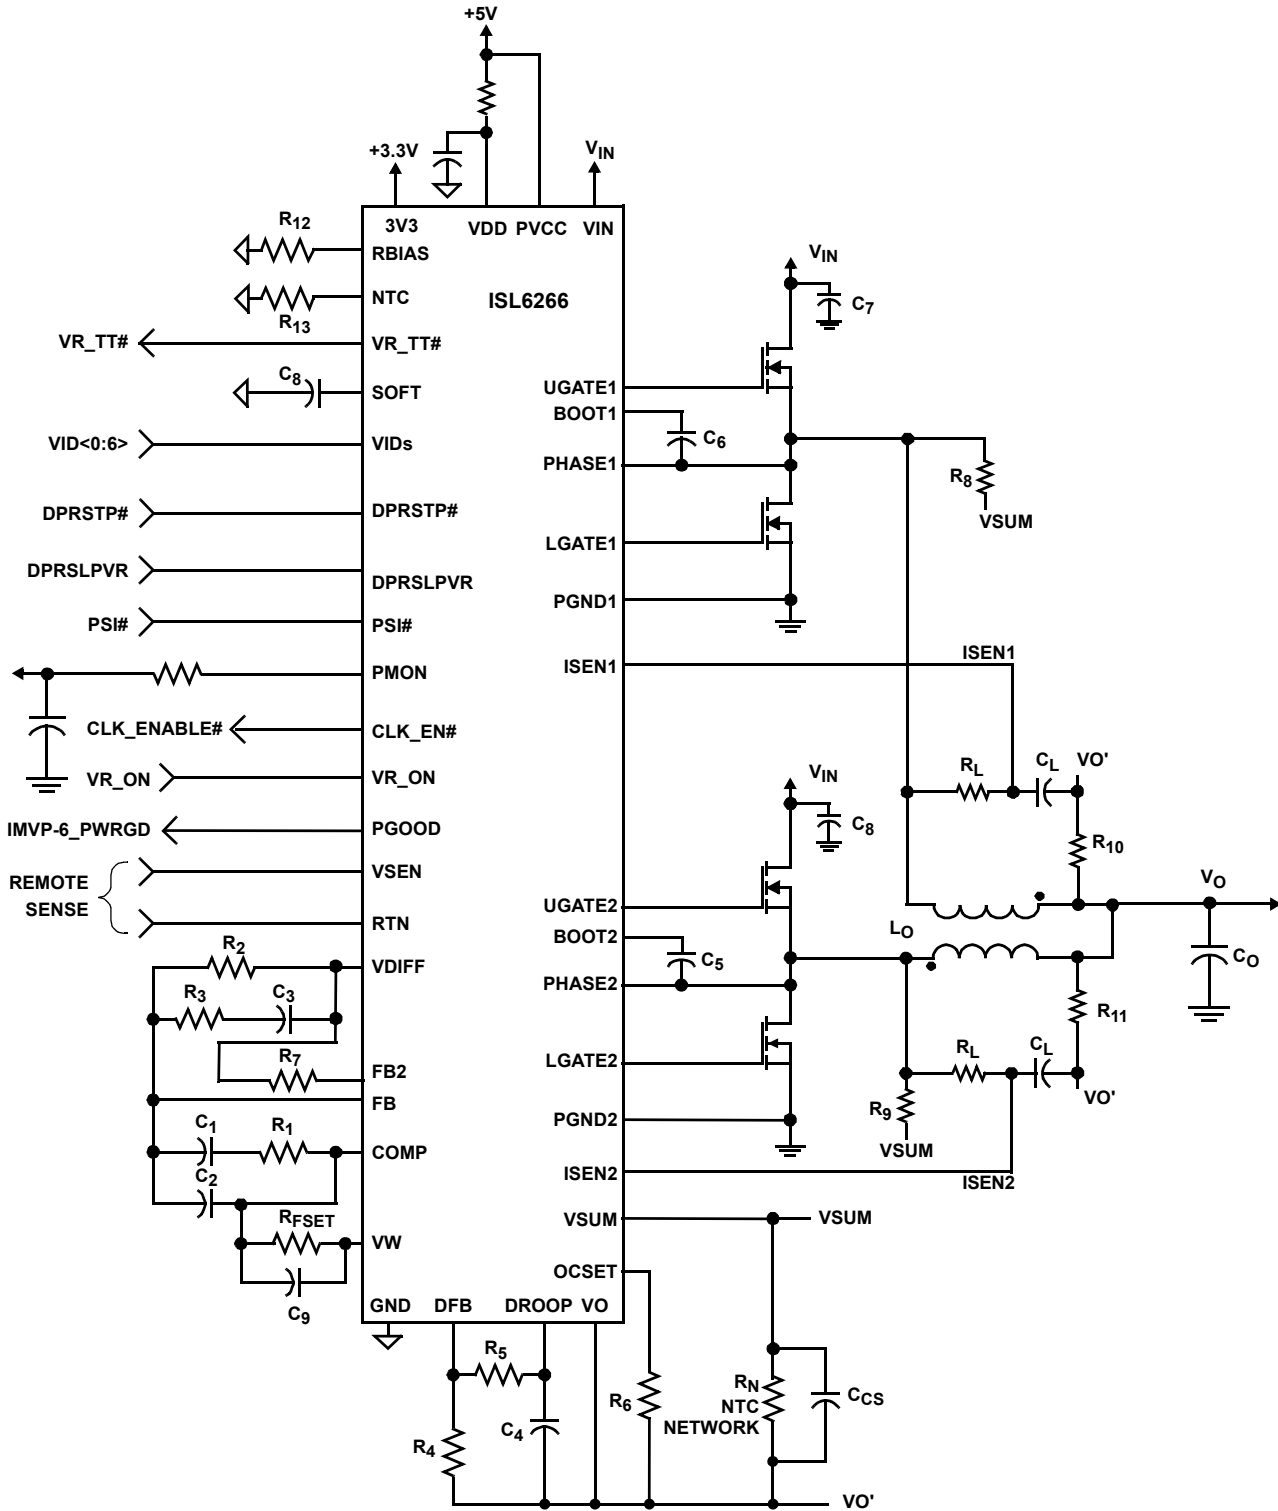 +5V
+3.3V
VIN
3V3
VDD
PVCC
VIN
R12
RBIAS
ISL6266
NTC
R13
VR_TT#
VR_TT#
C8
SOFT
VID<0:6>
VIDs
DPRSTP#
DPRSTP#
DPRSLPVR
DPRSLPVR
PSI#
PSI#
PMON
CLK_ENABLE#
CLK_EN#
VR_ON
VR_ON
IMVP-6_PWRGD
PGOOD
REMOTE
SENSE
VSEN
RTN
R2
VDIFF
R3
C3
R7
FB2
FB
C1
R1
COMP
C2
RFSET
VW
C9
GND
DFB
DROOP
VO
UGATE1
BOOT1
C6
PHASE1
LGATE1
PGND1
ISEN1
ISEN1
VIN
C7
R8
VSUM
VIN
C8
UGATE2
BOOT2
C5
PHASE2
LGATE2
PGND2
ISEN2
ISEN2
RL
CL
VO'
R10
VO
LO
CO
R11
RL
CL
VO'
R9
VSUM
VSUM
VSUM
OCSET
R5
R4
C4
R6
RN
NTC
NETWORK
CCS
VO'